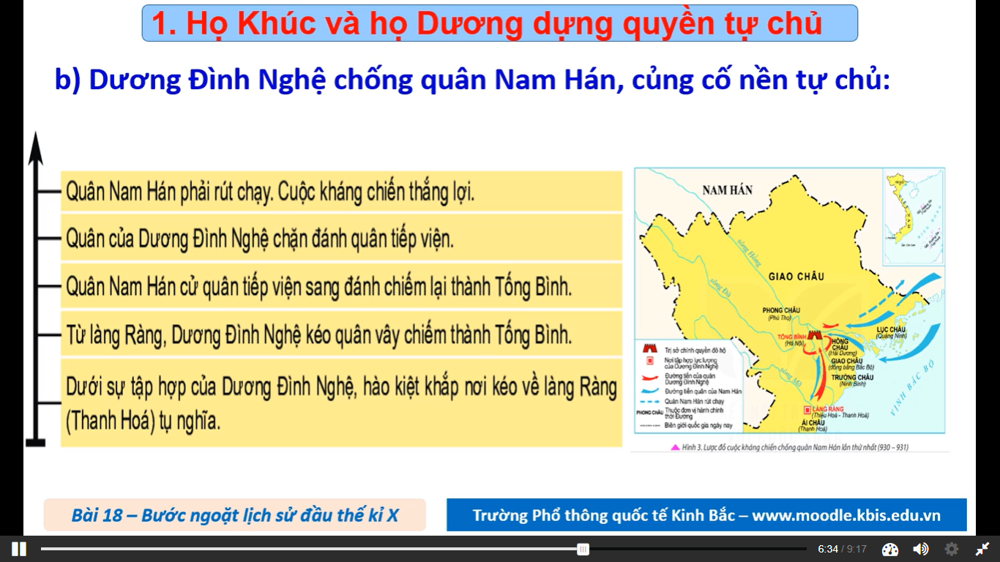 1. Họ Khúc và họ Dương dựng quyền tự chủ
b) Dương Đình Nghệ chống quân Nam Hán, củng cố nền tự chủ:
Quân Nam Hán phải rút chạy. Cuộc kháng chiến thắng lợi.
Quân của Dương Đình Nghệ chặn đánh quân tiếp viện.
Quân Nam Hán cử quân tiếp viện sang đánh chiếm lại thành Tống Bình.
Từ làng Ràng, Dương Đình Nghệ kéo quân vây chiếm thành Tống Bình.
Dưới sự tập hợp của Dương Đình Nghệ, hào kiệt khắp nơi kéo về làng Ràng
(Thanh Hoá) tụ nghĩa.
NAM HÁN
sông Hồng
GIAO CHÂU
sông Đà
PHONG CHÂU
(Phú Thọ)
TỐNG BÌNH
(Hà Nội)
HỒNG
CHÂU
(Hải Dương)
LỤC CHÂU
(Quảng Ninh)
GIAO CHÂU
(đồng bằng Bắc Bộ)
TRƯỜNG CHÂU
(Ninh Bình)
sông Mã
LÀNG RÀNG
(Thiệu Hoá - Thanh Hoá)
ÁI CHÂU
(Thanh Hoá)
VỊNH BẮC BỘ
Trị sở chính quyền đô hộ
Nơi tập hợp lực lượng
của Dương Đình Nghệ
Đường tiến của quân
Dương Đình Nghệ
Đường tiến quân của Nam Hán
Quân Nam Hán rút chạy
PHONG CHÂU Thuộc đơn vị hành chính
thời Đường
Biên giới quốc gia ngày nay
Hình 3. Lược đồ cuộc kháng chiến chống quân Nam Hán lần thứ nhất (930 – 931)
Bài 18 – Bước ngoặt lịch sử đầu thế kỉ X
Trường Phổ thông quốc tế Kinh Bắc – www.moodle.kbis.edu.vn
6:34 / 9:17